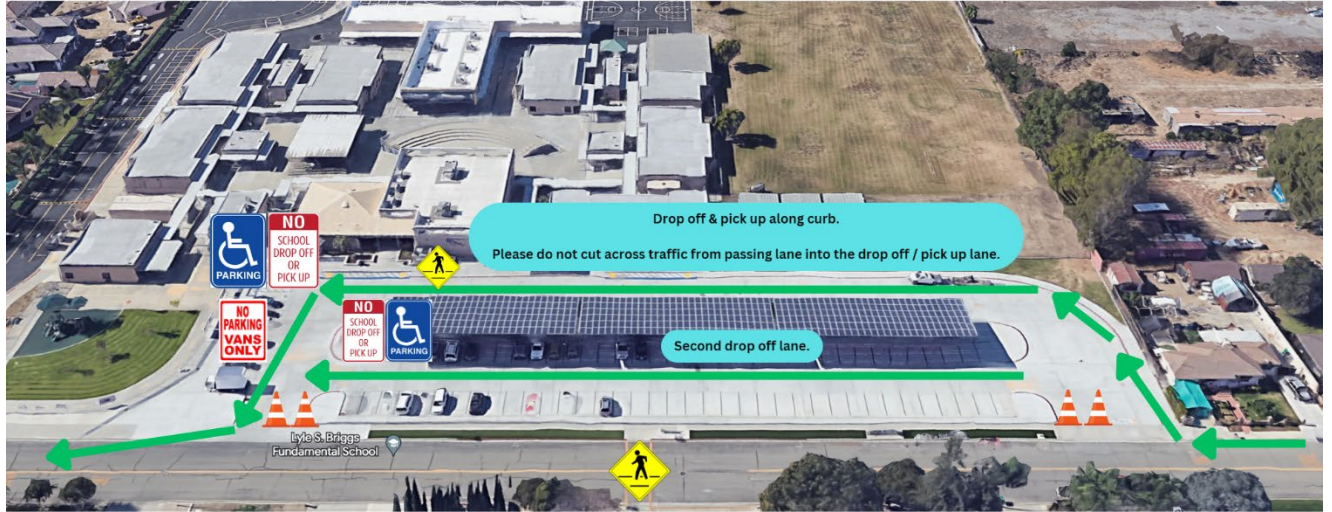 Drop off & pick up along curb.
Please do not cut across traffic from passing lane into the drop off / pick up lane.
PARKING
NO
SCHOOL
DROP OFF
OR
PICK UP
NO
PARKING
VANS
ONLY
NO
SCHOOL
DROP OFF
OR
PICK UP
PARKING
Second drop off lane.
Lyle S. Briggs
Fundamental School